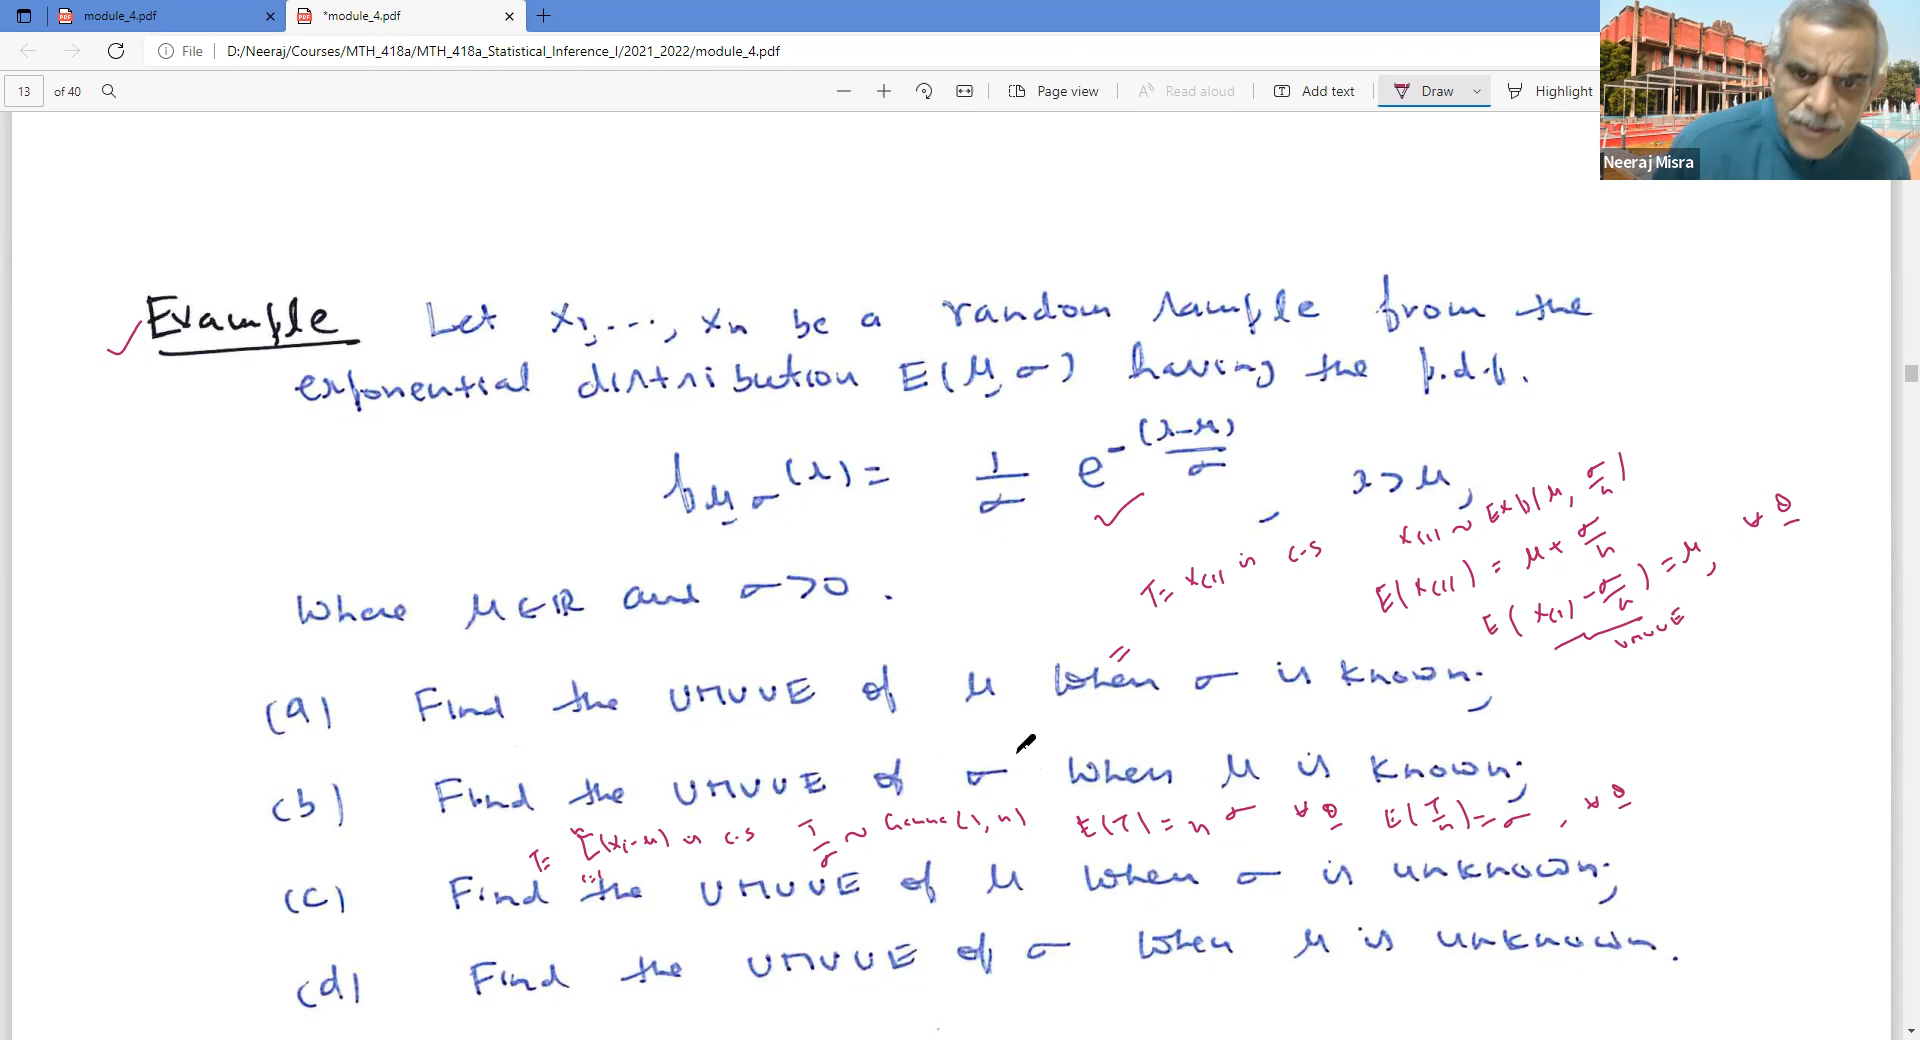 module_4.pdf
*module_4.pdf
File D:/Neeraj/Courses/MTH_418a/MTH_418a_Statistical_Inference_I/2021_2022/module_4.pdf
13 of 40 Page view Read aloud Add text Draw Highlight
Neeraj Misra
Example Let X1, ..., Xn be a random sample from the
exponential distribution E(μ, σ) having the p.d.f.
f_{μ,σ}(x) = 1/σ e^{-(x-μ)/σ}, x > μ,
X(1) ~ Exp(μ, σ/n)
T = X(1) is c-s E(X(1)) = μ + σ/n
E(X(1) - σ/n) = μ, ∀ θ
UMVUE
where μ ∈ ℝ and σ > 0.
(a) Find the UMVUE of μ when σ is known;
(b) Find the UMVUE of σ when μ is known;
T = Σ_{i=1}^{n} (Xi - μ) is c-s T/σ ~ Gamma(1, n) E(T) = nσ ∀ θ E(T/n) = σ, ∀ θ
(c) Find the UMVUE of μ when σ is unknown;
(d) Find the UMVUE of σ when μ is unknown.